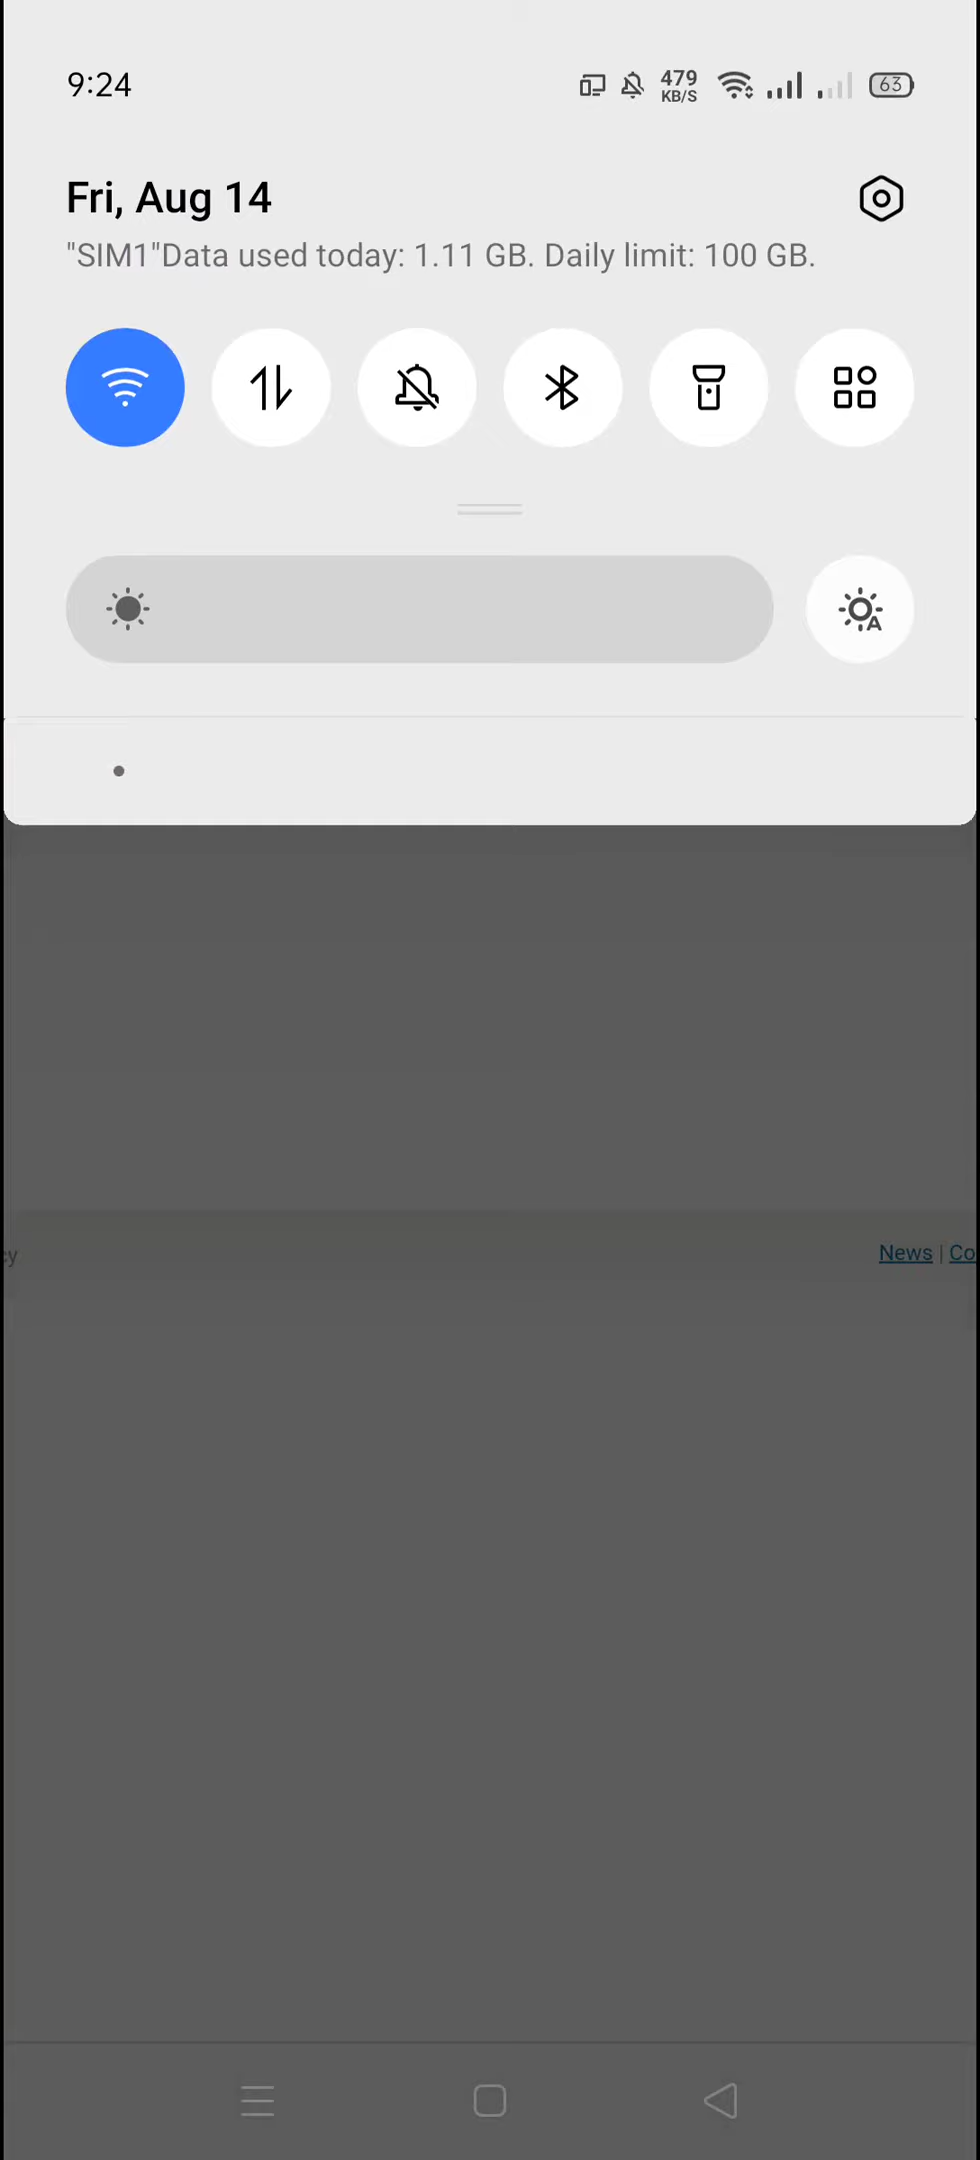 9:24
479
KB/S
63
Fri, Aug 14
"SIM1"Data used today: 1.11 GB. Daily limit: 100 GB.
A
cy
News | Co